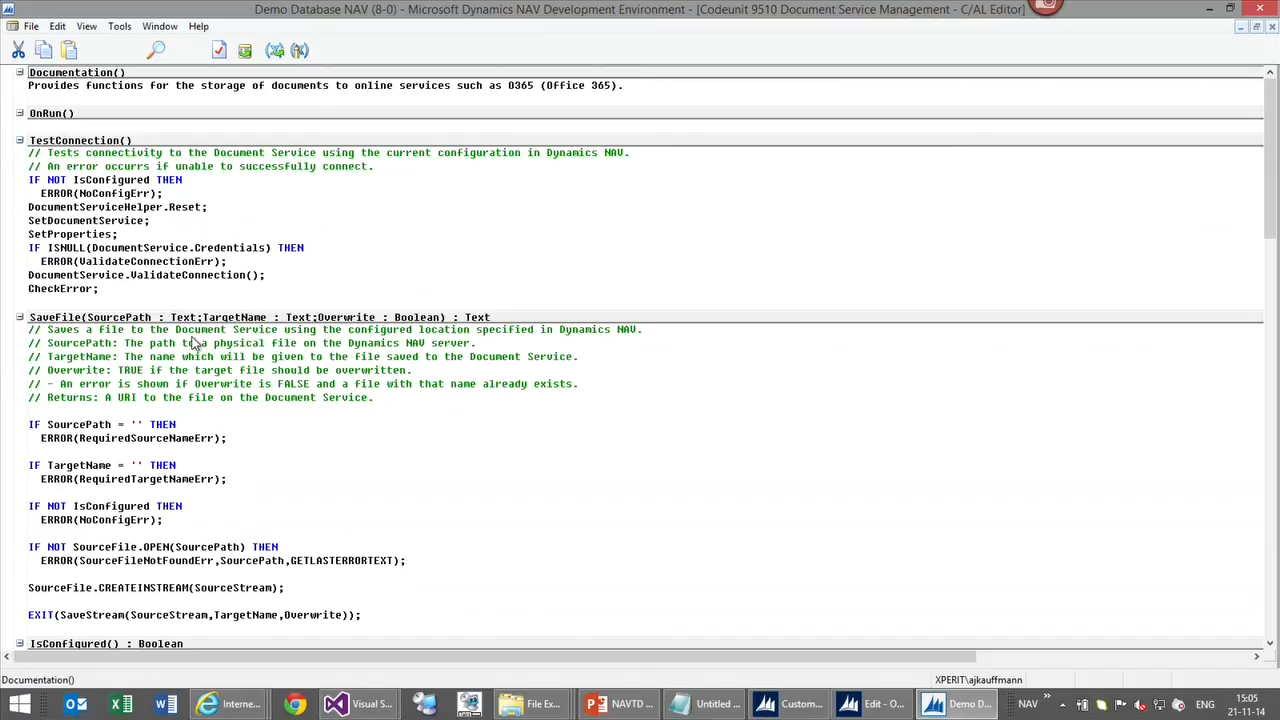 Demo Database NAV (8-0) - Microsoft Dynamics NAV Development Environment - [Codeunit 9510 Document Service Management - C/AL Editor]
File Edit View Tools Window Help
Documentation()
Provides functions for the storage of documents to online services such as O365 (Office 365).
OnRun()
TestConnection()
// Tests connectivity to the Document Service using the current configuration in Dynamics NAV.
// An error occurrs if unable to successfully connect.
IF NOT IsConfigured THEN
ERROR(NoConfigErr);
DocumentServiceHelper.Reset;
SetDocumentService;
SetProperties;
IF ISNULL(DocumentService.Credentials) THEN
ERROR(ValidateConnectionErr);
DocumentService.ValidateConnection();
CheckError;
SaveFile(SourcePath : Text;TargetName : Text;Overwrite : Boolean) : Text
// Saves a file to the Document Service using the configured location specified in Dynamics NAV.
// SourcePath: The path to a physical file on the Dynamics NAV server.
// TargetName: The name which will be given to the file saved to the Document Service.
// Overwrite: TRUE if the target file should be overwritten.
// - An error is shown if Overwrite is FALSE and a file with that name already exists.
// Returns: A URI to the file on the Document Service.
IF SourcePath = '' THEN
ERROR(RequiredSourceNameErr);
IF TargetName = '' THEN
ERROR(RequiredTargetNameErr);
IF NOT IsConfigured THEN
ERROR(NoConfigErr);
IF NOT SourceFile.OPEN(SourcePath) THEN
ERROR(SourceFileNotFoundErr,SourcePath,GETLASTERRORTEXT);
SourceFile.CREATEINSTREAM(SourceStream);
EXIT(SaveStream(SourceStream,TargetName,Overwrite));
IsConfigured() : Boolean
Documentation() XPERIT\ajkauffmann
Interne... Visual S... File Ex... NAVTD ... Untitled ... Custom... Edit - O... Demo D... NAV ENG 15:05
21-11-14